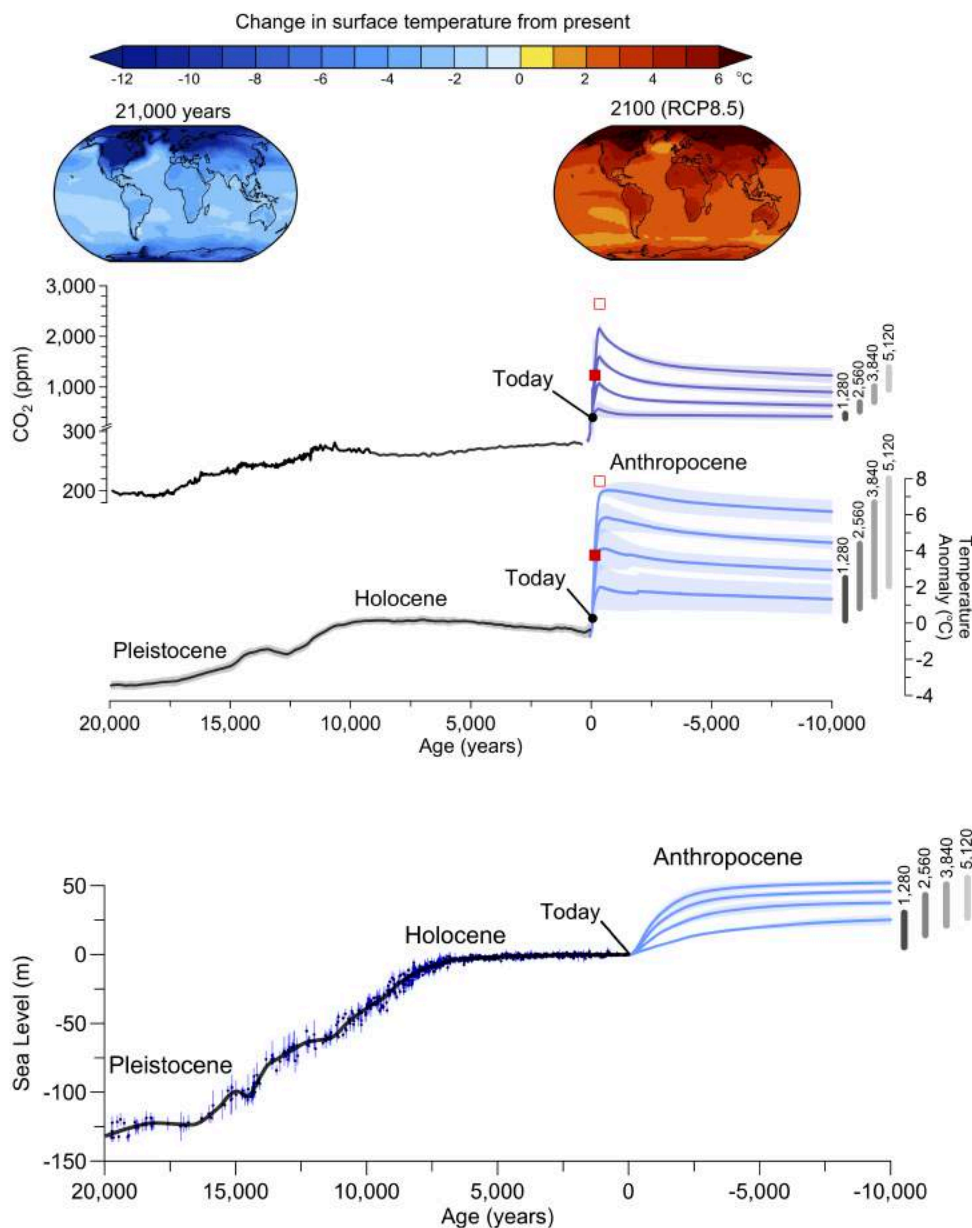 Change in surface temperature from present
-12 -10 -8 -6 -4 -2 0 2 4 6 °C
21,000 years
2100 (RCP8.5)
3,000
2,000
1,000
300
200
CO2 (ppm)
Today
1,280
2,560
3,840
5,120
Anthropocene
8
6
4
2
0
-2
-4
Temperature
Anomaly (°C)
1,280
2,560
3,840
5,120
Today
Holocene
Pleistocene
20,000 15,000 10,000 5,000 0 -5,000 -10,000
Age (years)
Anthropocene
1,280
2,560
3,840
5,120
50
0
-50
-100
-150
Sea Level (m)
Today
Holocene
Pleistocene
20,000 15,000 10,000 5,000 0 -5,000 -10,000
Age (years)